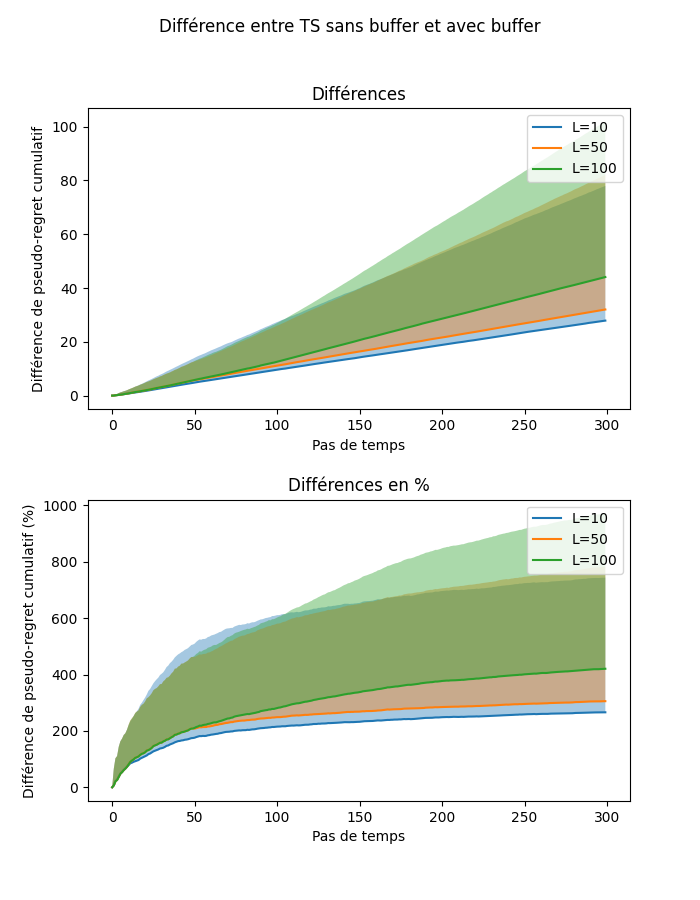 Différence entre TS sans buffer et avec buffer
Différences
Différence de pseudo-regret cumulatif
100
80
60
40
20
0
L=10
L=50
L=100
0 50 100 150 200 250 300
Pas de temps
Différences en %
Différence de pseudo-regret cumulatif (%)
1000
800
600
400
200
0
L=10
L=50
L=100
0 50 100 150 200 250 300
Pas de temps